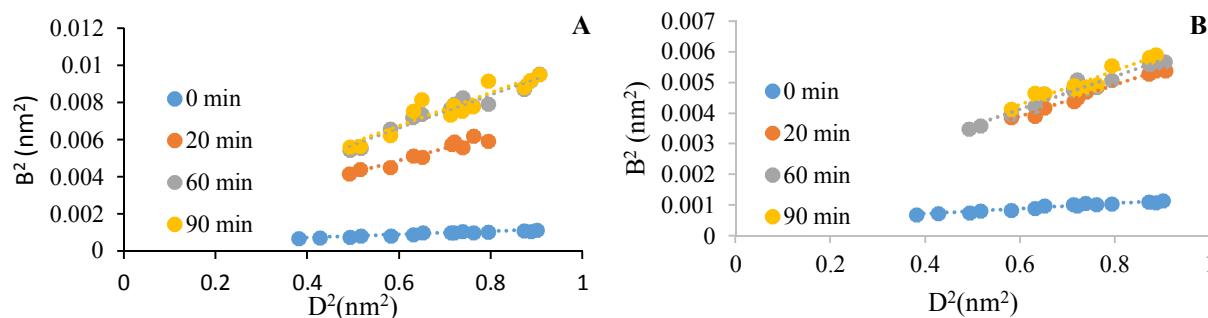 A
0.012
0.01
0.008
0.006
0.004
0.002
0
B² (nm²)
0 min
20 min
60 min
90 min
0 0.2 0.4 0.6 0.8 1
D²(nm²)
B
0.007
0.006
0.005
0.004
0.003
0.002
0.001
0
B² (nm²)
0 min
20 min
60 min
90 min
0 0.2 0.4 0.6 0.8 1
D²(nm²)